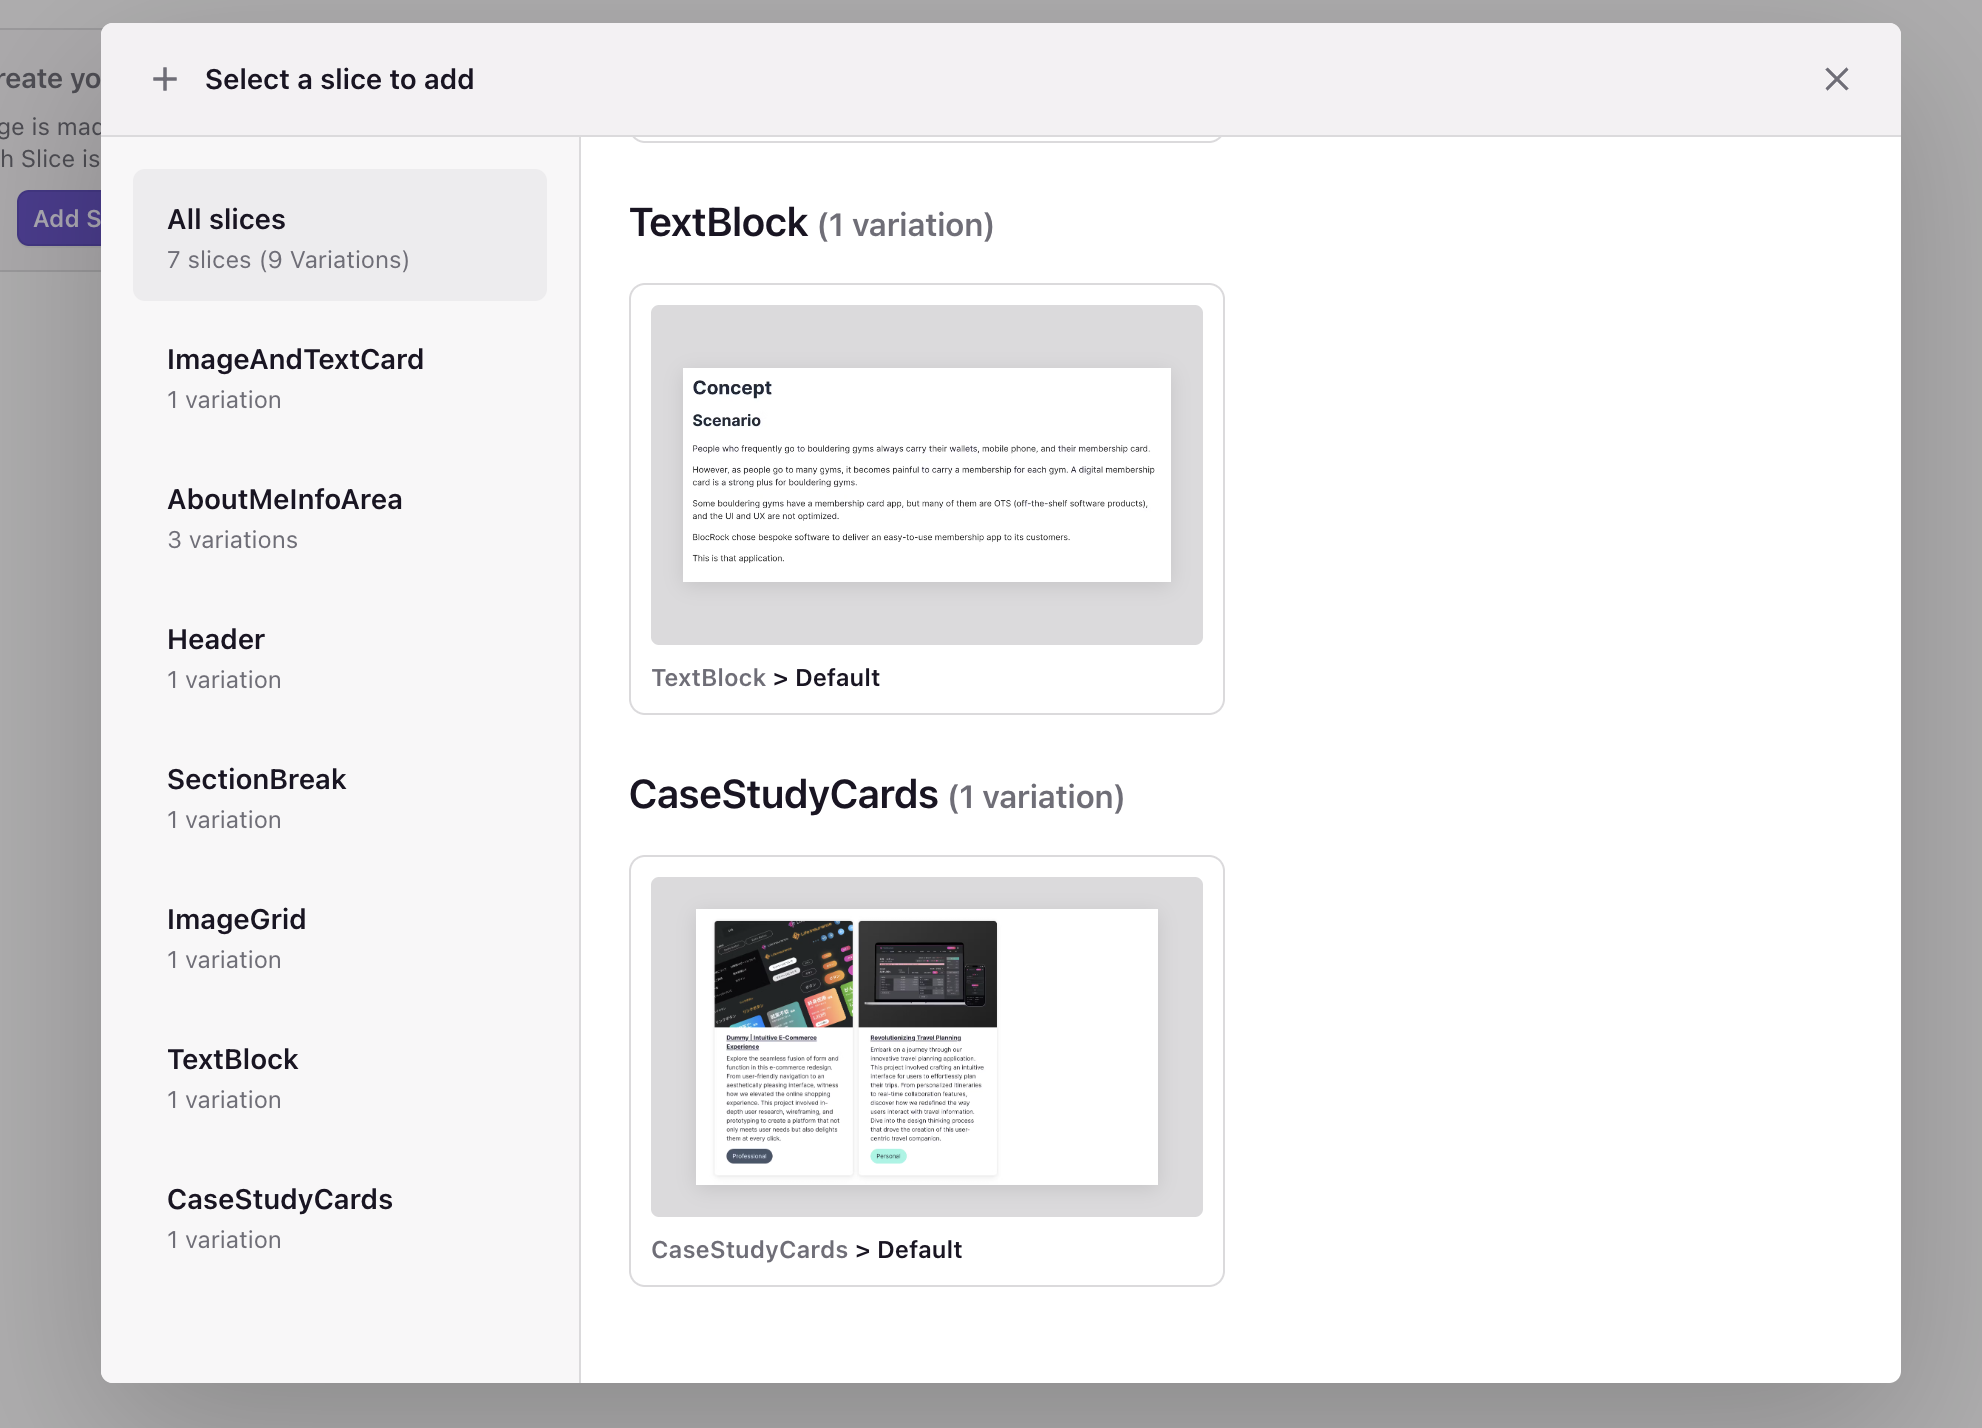 Select a slice to add
reate yo
ge is mad
h Slice is
Add S
All slices
7 slices (9 Variations)
ImageAndTextCard
1 variation
AboutMeInfoArea
3 variations
Header
1 variation
SectionBreak
1 variation
ImageGrid
1 variation
TextBlock
1 variation
CaseStudyCards
1 variation
TextBlock (1 variation)
Concept
Scenario
People who frequently go to bouldering gyms always carry their wallets, mobile phone, and their membership card.
However, as people go to many gyms, it becomes painful to carry a membership for each gym. A digital membership
card is a strong plus for bouldering gyms.
Some bouldering gyms have a membership card app, but many of them are OTS (off-the-shelf software products),
and the UI and UX are not optimized.
BlocRock chose bespoke software to deliver an easy-to-use membership app to its customers.
This is that application.
TextBlock > Default
CaseStudyCards (1 variation)
Dummy | Intuitive E-Commerce
Experience
Explore the seamless fusion of form and
function in this e-commerce redesign.
From user-friendly navigation to an
aesthetically pleasing interface, witness
how we elevated the online shopping
experience. This project involved in-
depth user research, wireframing, and
prototyping to create a platform that not
only meets user needs but also delights
them at every click.
Professional
Revolutionizing Travel Planning
Embark on a journey through our
innovative travel planning application.
This project involved crafting an intuitive
interface for users to effortlessly plan
their trips. From personalized itineraries
to real-time collaboration features,
discover how we redefined the way
users interact with travel information.
Dive into the design thinking process
that drove the creation of this user-
centric travel companion.
Personal
CaseStudyCards > Default